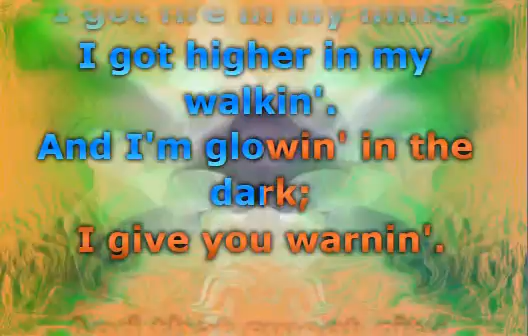 I got fire in my mind.
I got higher in my
walkin'.
And I'm glowin' in the
dark;
I give you warnin'.